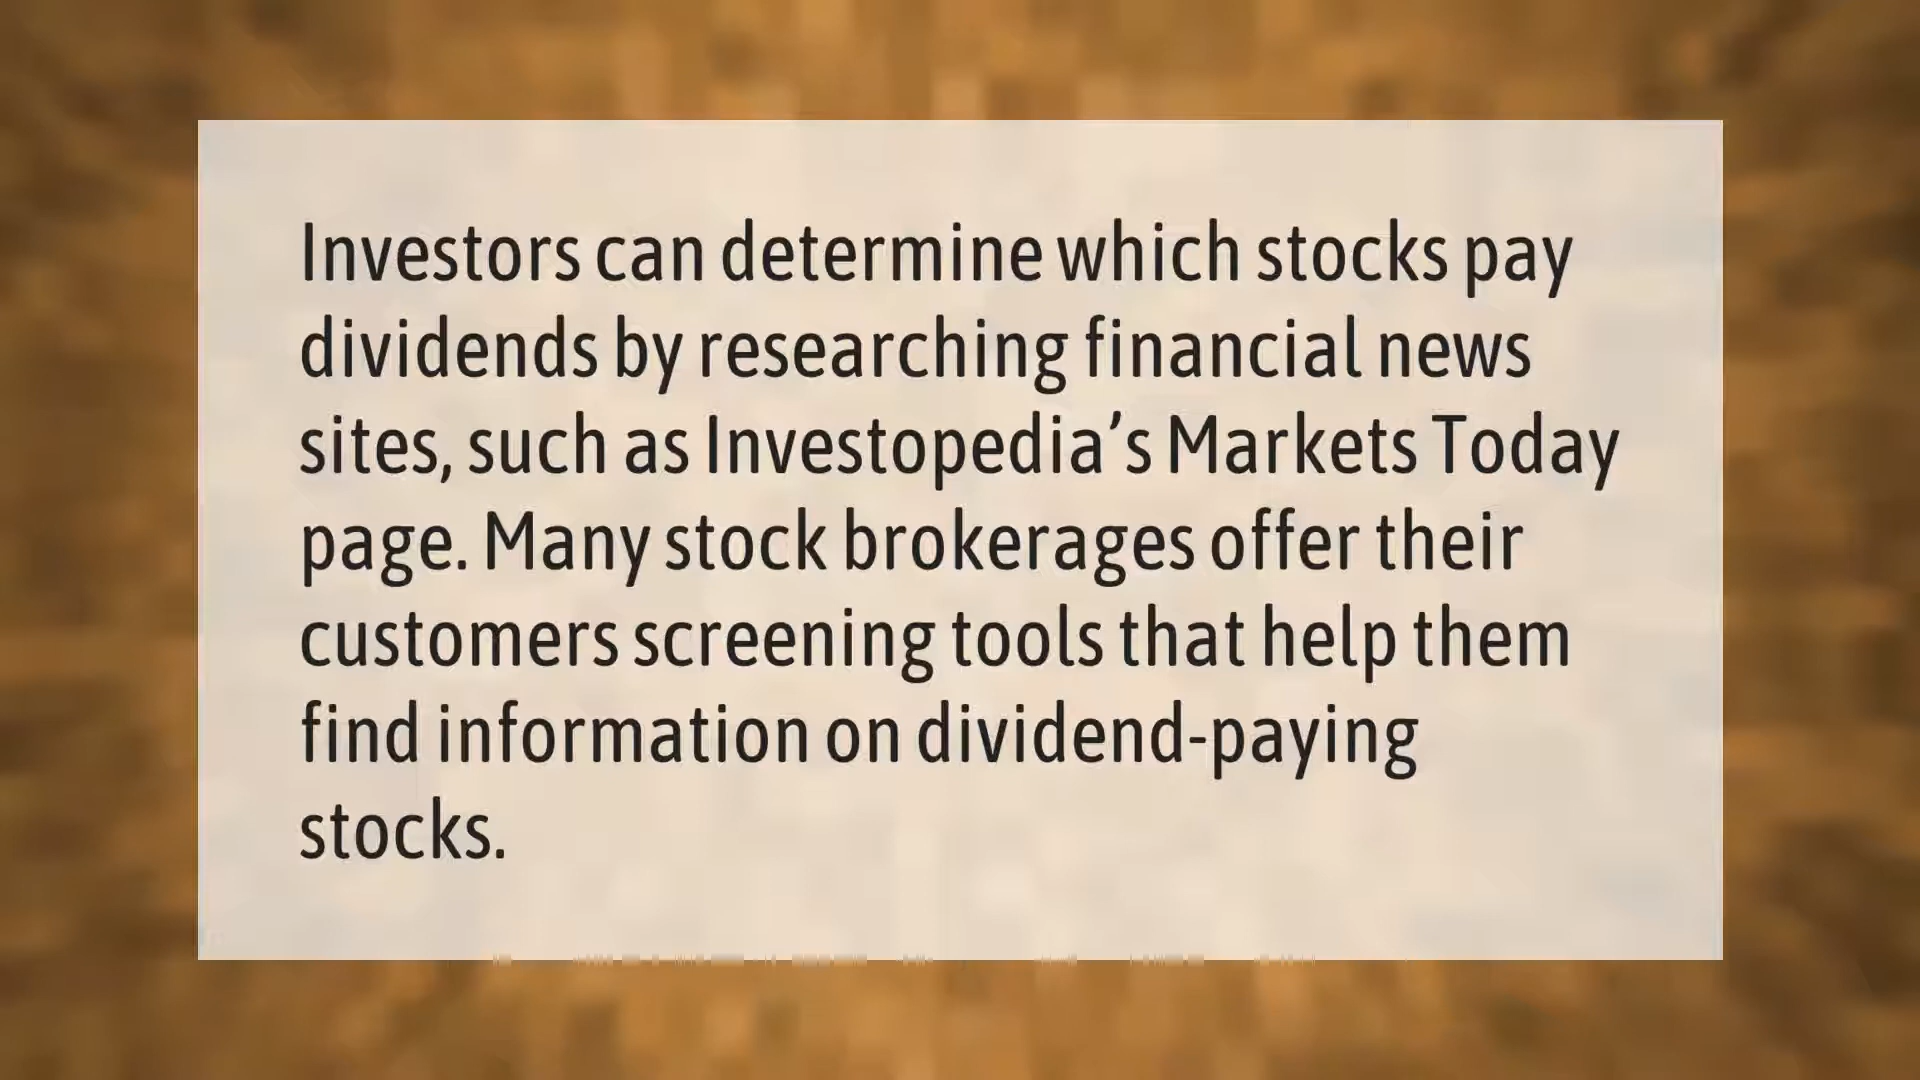 Investors can determine which stocks pay
dividends by researching financial news
sites, such as Investopedia’s Markets Today
page. Many stock brokerages offer their
customers screening tools that help them
find information on dividend-paying
stocks.